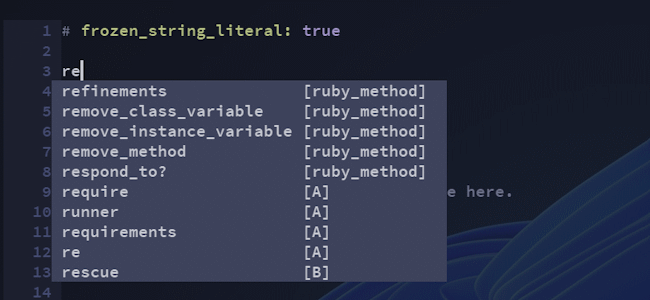 1 # frozen_string_literal: true
2
3 re
4 refinements [ruby_method]
5 remove_class_variable [ruby_method]
6 remove_instance_variable [ruby_method]
7 remove_method [ruby_method]
8 respond_to? [ruby_method]
9 require [A] e here.
10 runner [A]
11 requirements [A]
12 re [A]
13 rescue [B]
14